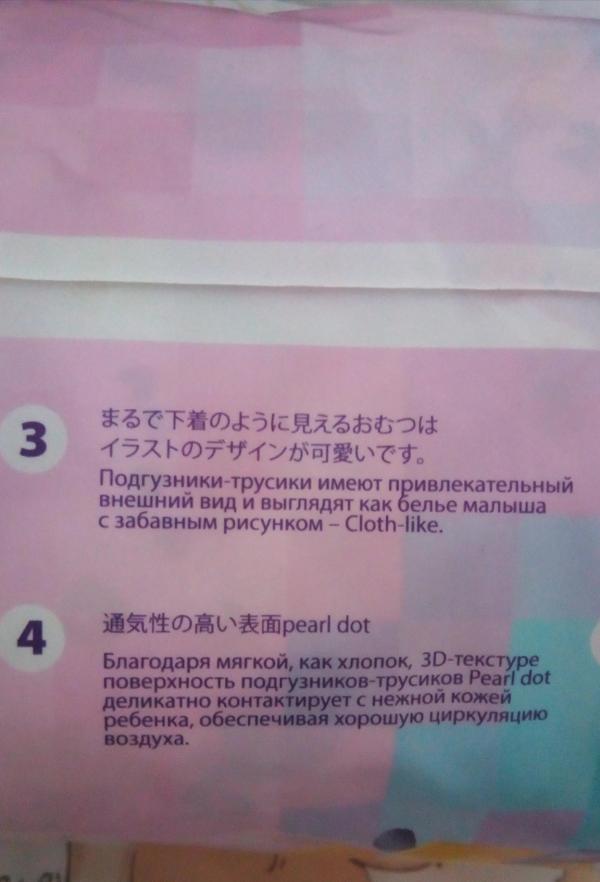 3
まるで下着のように見えるおむつは
イラストのデザインが可愛いです。
Подгузники-трусики имеют привлекательный
внешний вид и выглядят как белье малыша
с забавным рисунком – Cloth-like.
4
通気性の高い表面pearl dot
Благодаря мягкой, как хлопок, 3D-текстуре
поверхность подгузников-трусиков Pearl dot
деликатно контактирует с нежной кожей
ребенка, обеспечивая хорошую циркуляцию
воздуха.